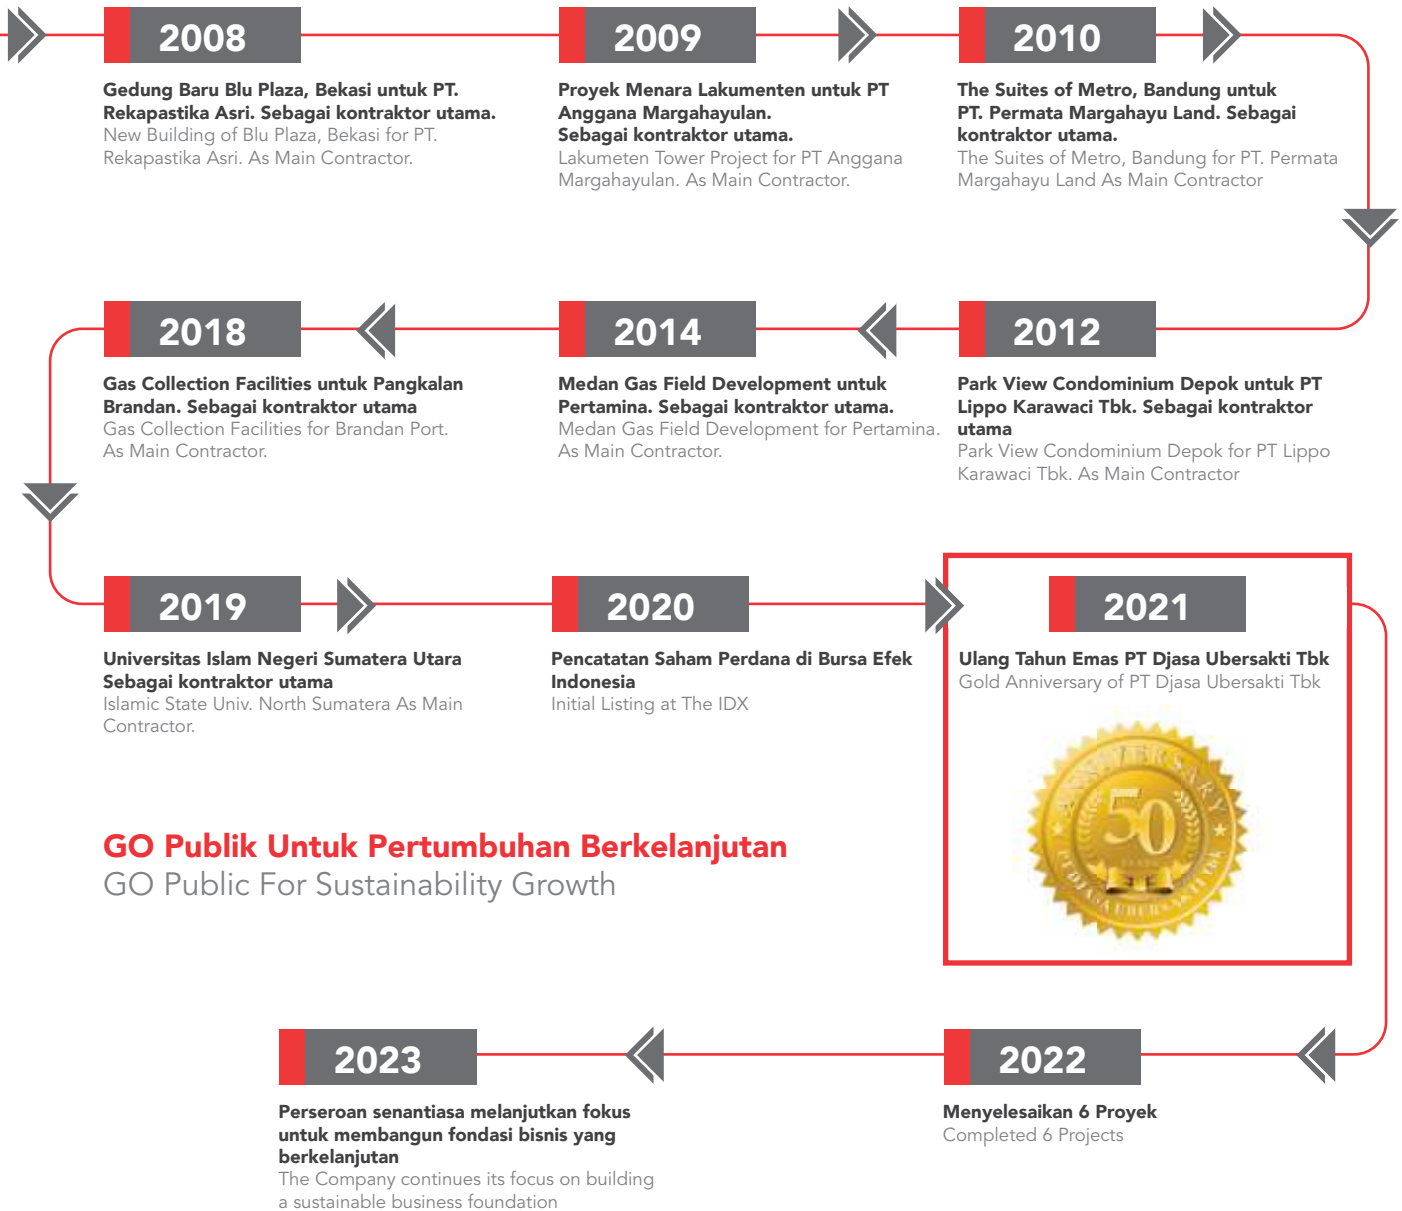 2008
Gedung Baru Blu Plaza, Bekasi untuk PT.
Rekapastika Asri. Sebagai kontraktor utama.
New Building of Blu Plaza, Bekasi for PT.
Rekapastika Asri. As Main Contractor.
2009
Proyek Menara Lakumenten untuk PT
Anggana Margahayulan.
Sebagai kontraktor utama.
Lakumeten Tower Project for PT Anggana
Margahayulan. As Main Contractor.
2010
The Suites of Metro, Bandung untuk
PT. Permata Margahayu Land. Sebagai
kontraktor utama.
The Suites of Metro, Bandung for PT. Permata
Margahayu Land As Main Contractor
2012
Park View Condominium Depok untuk PT
Lippo Karawaci Tbk. Sebagai kontraktor
utama
Park View Condominium Depok for PT Lippo
Karawaci Tbk. As Main Contractor
2014
Medan Gas Field Development untuk
Pertamina. Sebagai kontraktor utama.
Medan Gas Field Development for Pertamina.
As Main Contractor.
2018
Gas Collection Facilities untuk Pangkalan
Brandan. Sebagai kontraktor utama
Gas Collection Facilities for Brandan Port.
As Main Contractor.
2019
Universitas Islam Negeri Sumatera Utara
Sebagai kontraktor utama
Islamic State Univ. North Sumatera As Main
Contractor.
2020
Pencatatan Saham Perdana di Bursa Efek
Indonesia
Initial Listing at The IDX
2021
Ulang Tahun Emas PT Djasa Ubersakti Tbk
Gold Anniversary of PT Djasa Ubersakti Tbk
ANNIVERSARY
50
PT DJASA UBERSAKTI TBK
GO Publik Untuk Pertumbuhan Berkelanjutan
GO Public For Sustainability Growth
2022
Menyelesaikan 6 Proyek
Completed 6 Projects
2023
Perseroan senantiasa melanjutkan fokus
untuk membangun fondasi bisnis yang
berkelanjutan
The Company continues its focus on building
a sustainable business foundation